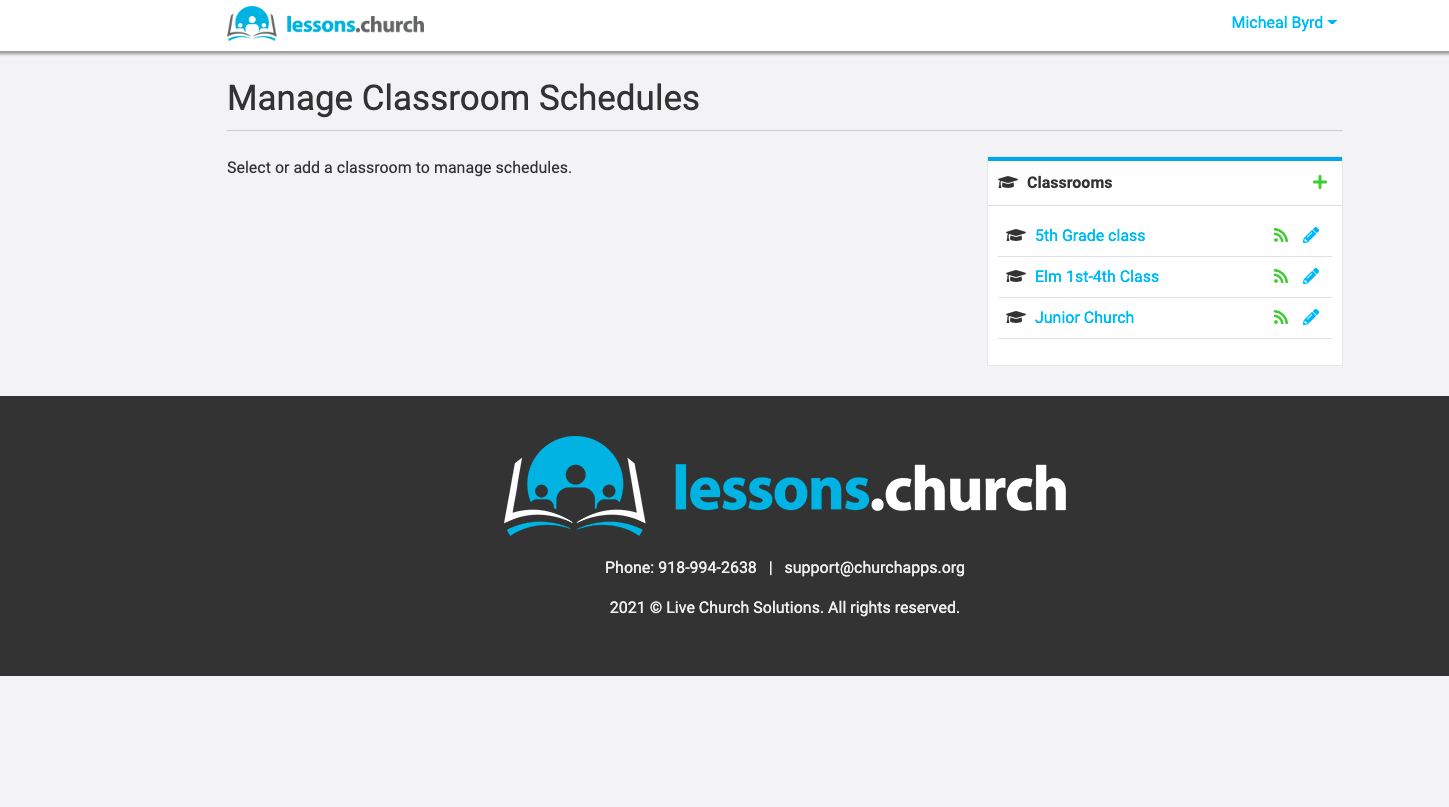 lessons.church
Micheal Byrd
Manage Classroom Schedules
Select or add a classroom to manage schedules.
Classrooms
5th Grade class
Elm 1st-4th Class
Junior Church
lessons.church
Phone: 918-994-2638 | support@churchapps.org
2021 © Live Church Solutions. All rights reserved.